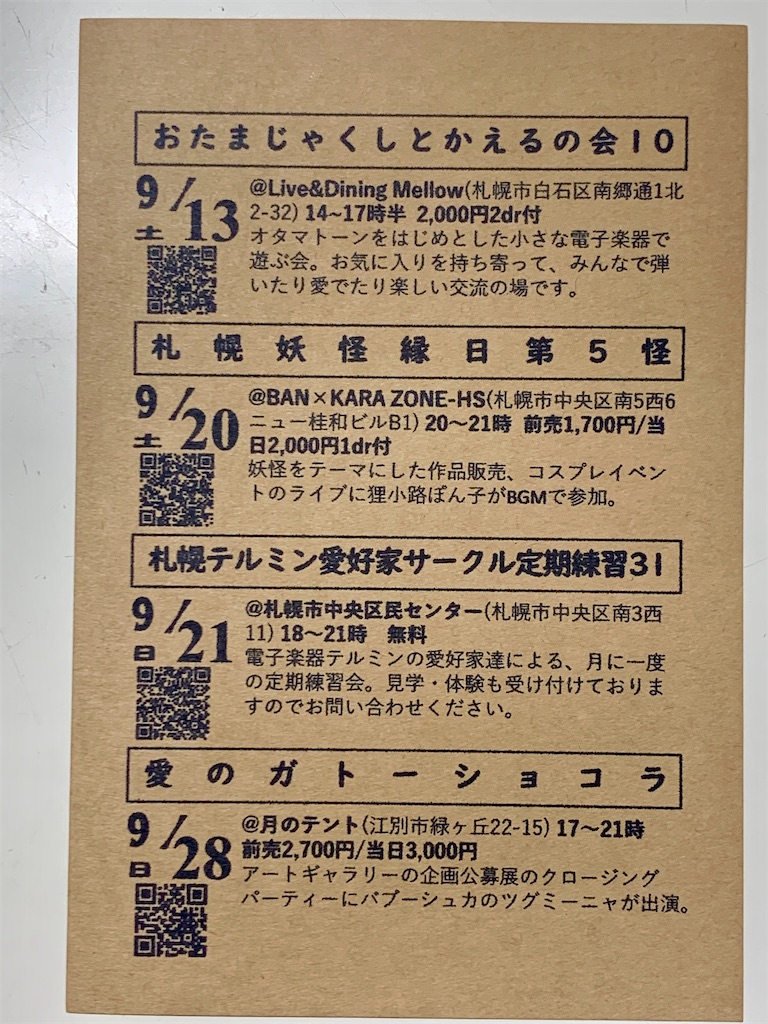 おたまじゃくしとかえるの会10
9/13
土
@Live&Dining Mellow(札幌市白石区南郷通1北
2-32) 14~17時半 2,000円2dr付
オタマトーンをはじめとした小さな電子楽器で
遊ぶ会。お気に入りを持ち寄って、みんなで弾
いたり愛でたり楽しい交流の場です。
札幌妖怪縁日第5怪
9/20
土
@BAN×KARA ZONE-HS(札幌市中央区南5西6
ニュー桂和ビルB1) 20～21時 前売1,700円/当
日2,000円1dr付
妖怪をテーマにした作品販売、コスプレイベン
トのライブに狸小路ぽん子がBGMで参加。
札幌テルミン愛好家サークル定期練習31
9/21
日
@札幌市中央区民センター(札幌市中央区南3西
11) 18～21時 無料
電子楽器テルミンの愛好家達による、月に一度
の定期練習会。見学・体験も受け付けておりま
すのでお問い合わせください。
愛のガトーショコラ
9/28
日
@月のテント(江別市緑ヶ丘22-15) 17～21時
前売2,700円/当日3,000円
アートギャラリーの企画公募展のクロージング
パーティーにバブーシュカのツグミーニャが出演。